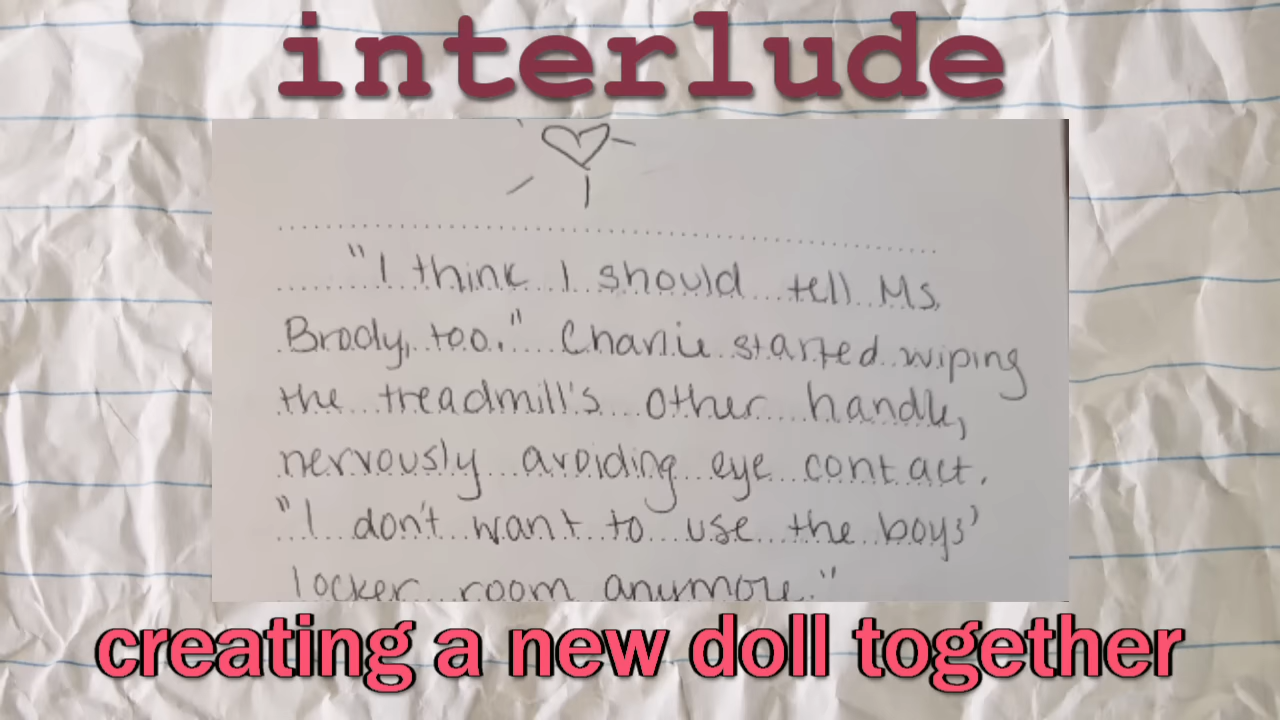 interlude
"I think I should tell Ms.
Brody, too." Charlie started wiping
the treadmill's other handle,
nervously avoiding eye contact.
"I don't want to use the boys'
locker room anymore."
creating a new doll together